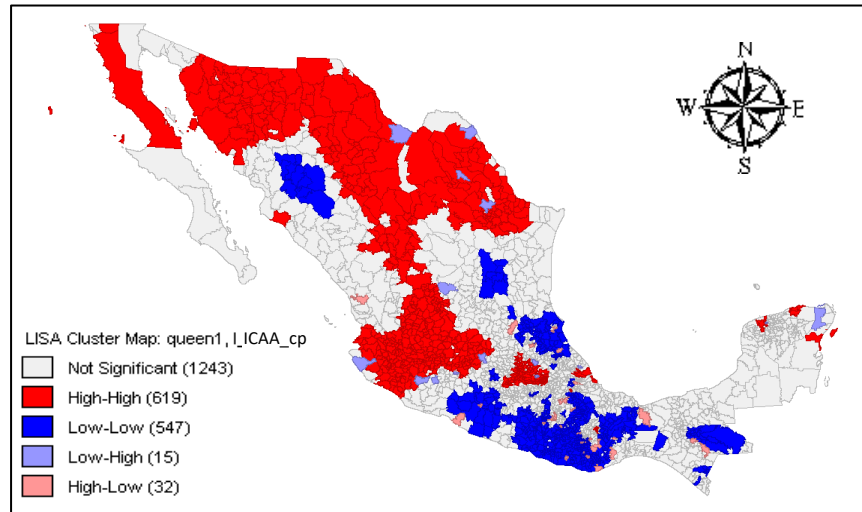 N
W E
S
LISA Cluster Map: queen1, I_ICAA_cp
Not Significant (1243)
High-High (619)
Low-Low (547)
Low-High (15)
High-Low (32)